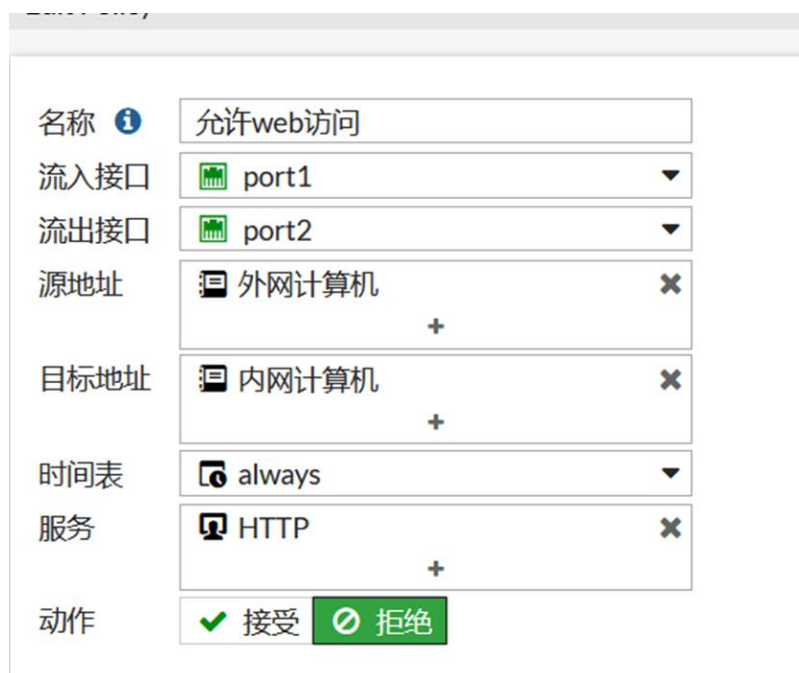 名称
允许web访问
流入接口
port1
流出接口
port2
源地址
外网计算机
+
目标地址
内网计算机
+
时间表
always
服务
HTTP
+
动作
接受
拒绝